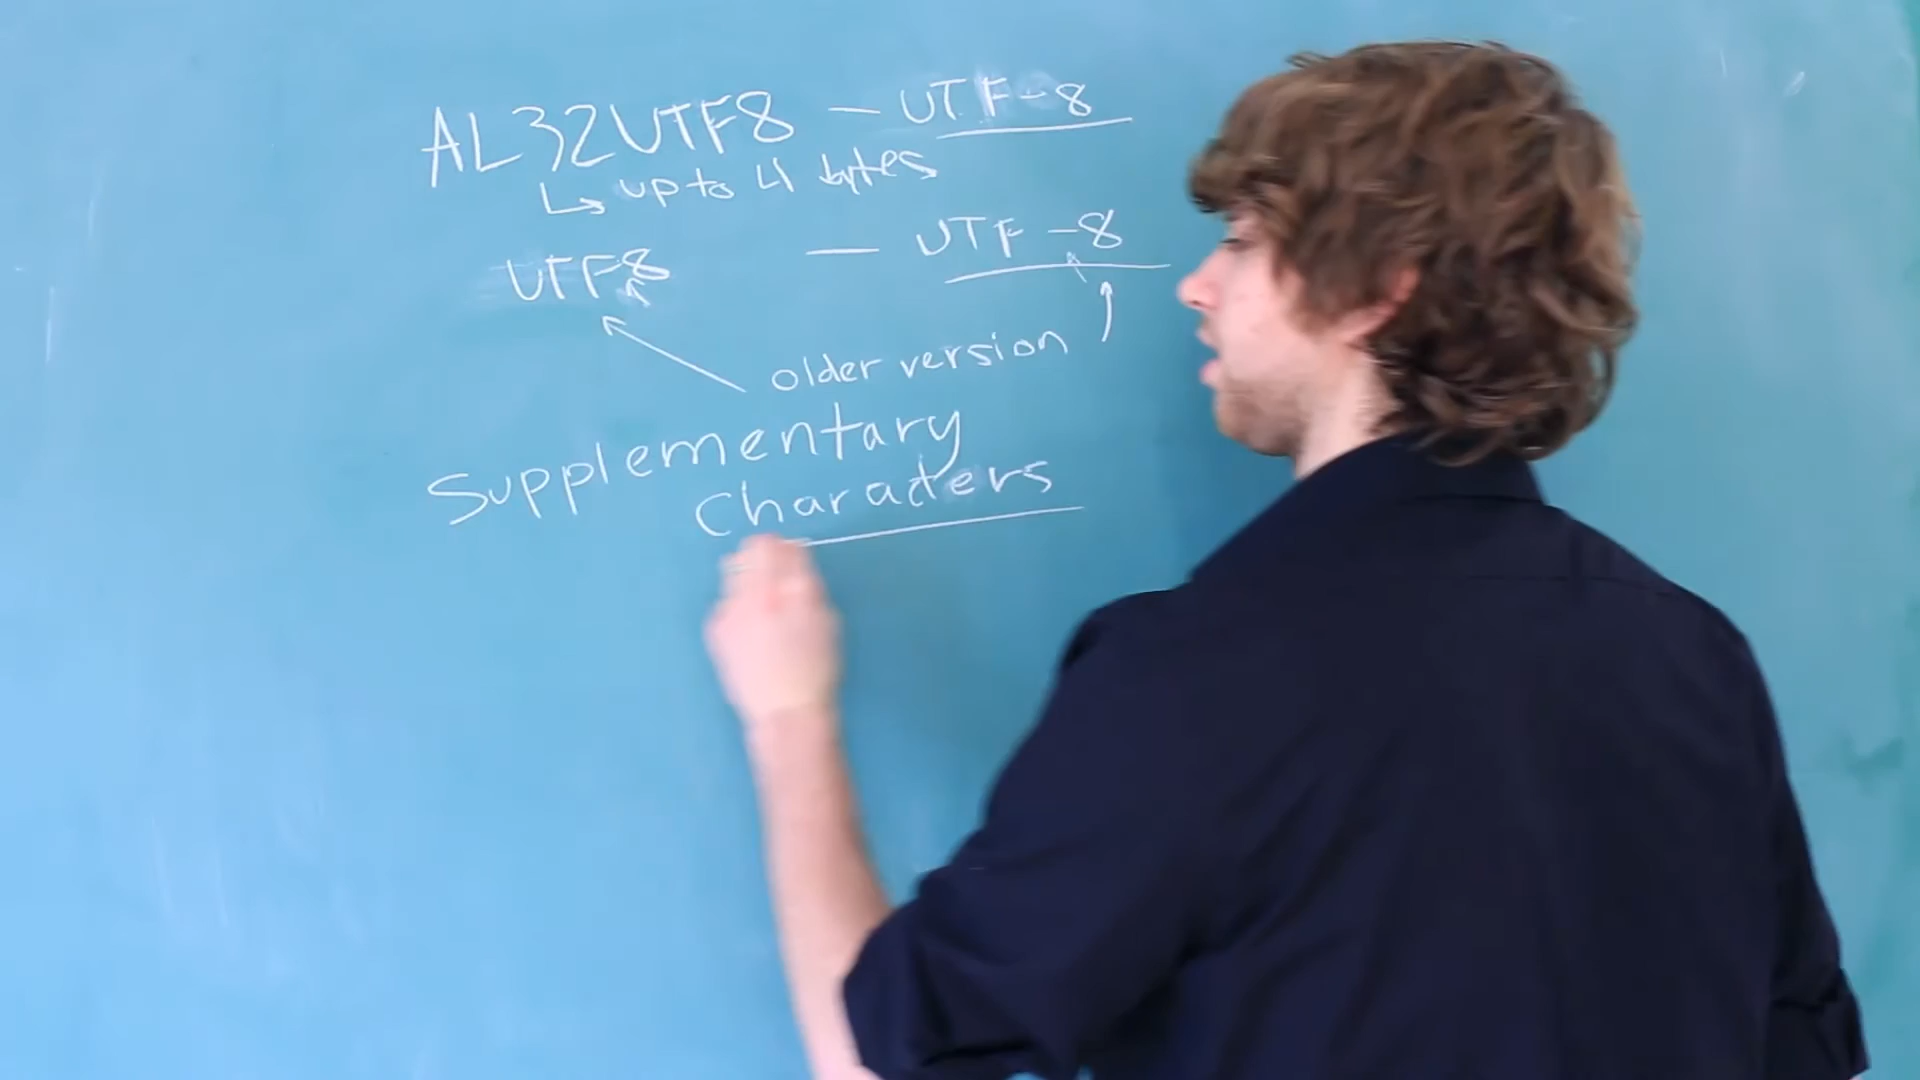 AL32UTF8 — UTF-8
↳ up to 4 bytes
UTF8 — UTF-8
older version
Supplementary
Characters